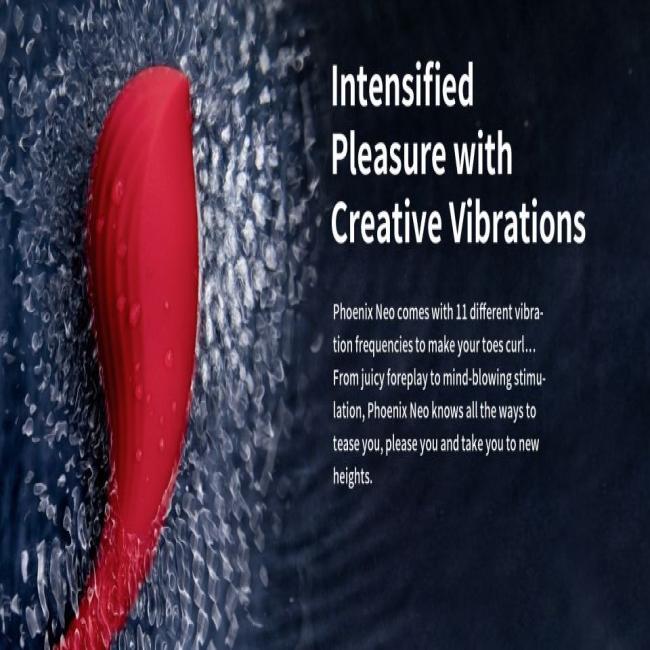 Intensified
Pleasure with
Creative Vibrations
Phoenix Neo comes with 11 different vibra-
tion frequencies to make your toes curl...
From juicy foreplay to mind-blowing stimu-
lation, Phoenix Neo knows all the ways to
tease you, please you and take you to new
heights.